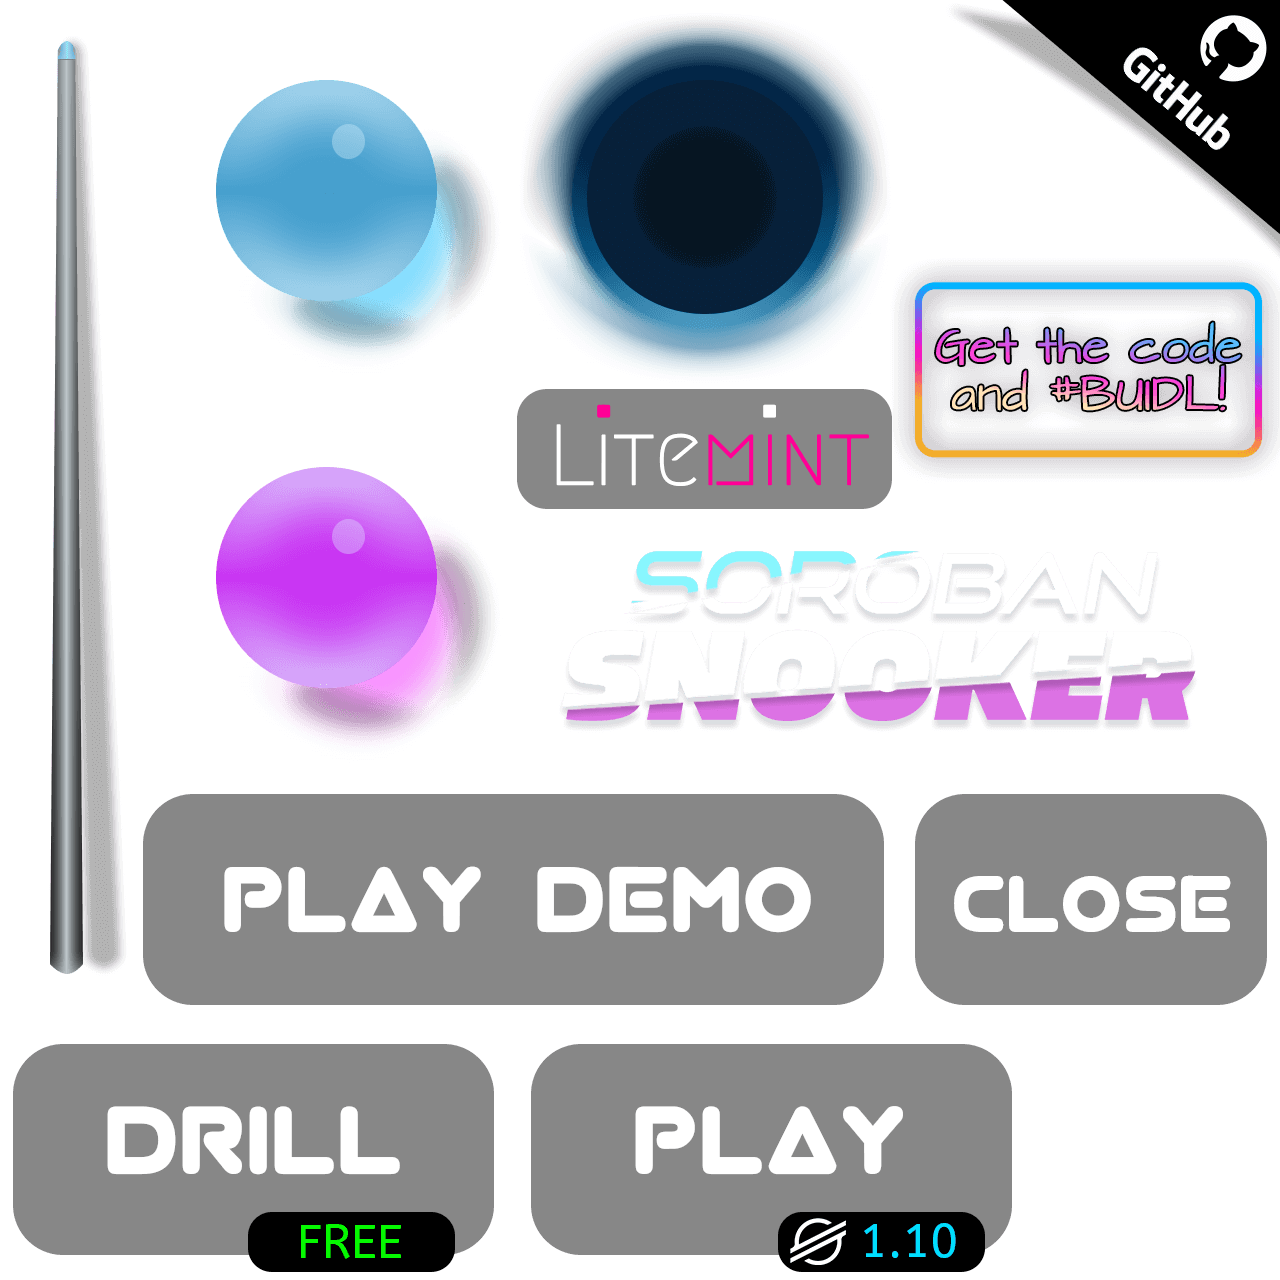 GitHub
Get the code
and #BUIDL!
LiTeMINT
SOROBAN
SNOOKER
PLAY DEMO
CLOSE
DRILL
FREE
PLAY
1.10